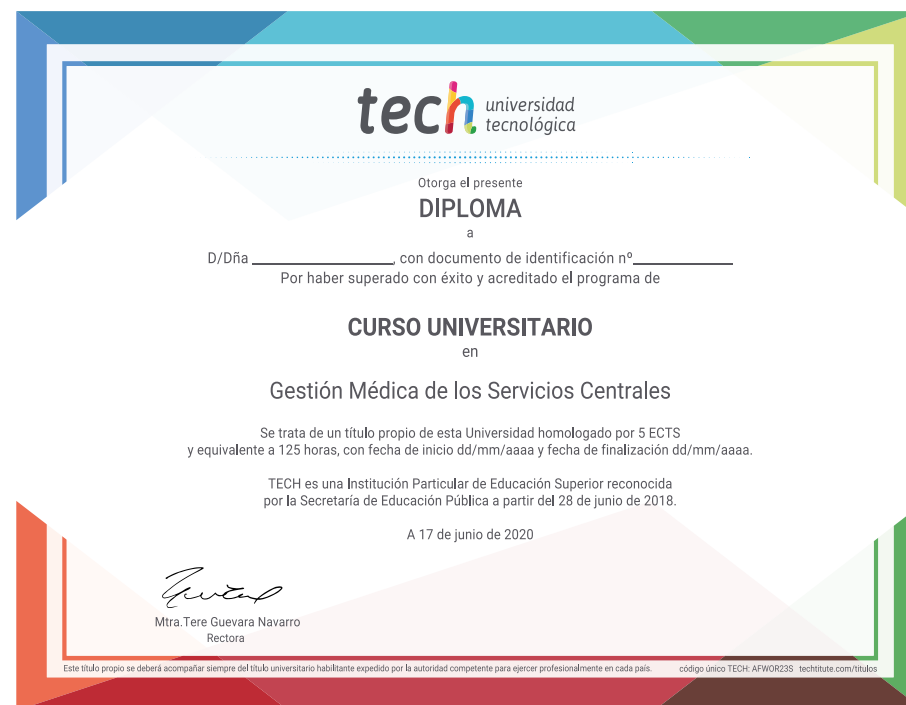 tech universidad
tecnológica
Otorga el presente
DIPLOMA
a
D/Dña ____________________, con documento de identificación nº______________
Por haber superado con éxito y acreditado el programa de
CURSO UNIVERSITARIO
en
Gestión Médica de los Servicios Centrales
Se trata de un título propio de esta Universidad homologado por 5 ECTS
y equivalente a 125 horas, con fecha de inicio dd/mm/aaaa y fecha de finalización dd/mm/aaaa.
TECH es una Institución Particular de Educación Superior reconocida
por la Secretaría de Educación Pública a partir del 28 de junio de 2018.
A 17 de junio de 2020
Mtra.Tere Guevara Navarro
Rectora
Este título propio se deberá acompañar siempre del título universitario habilitante expedido por la autoridad competente para ejercer profesionalmente en cada país. código único TECH: AFWOR23S techtitute.com/titulos